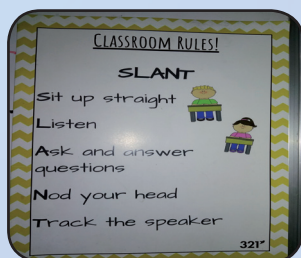 CLASSROOM RULES!
SLANT
Sit up straight
Listen
Ask and answer
questions
Nod your head
Track the speaker
321"